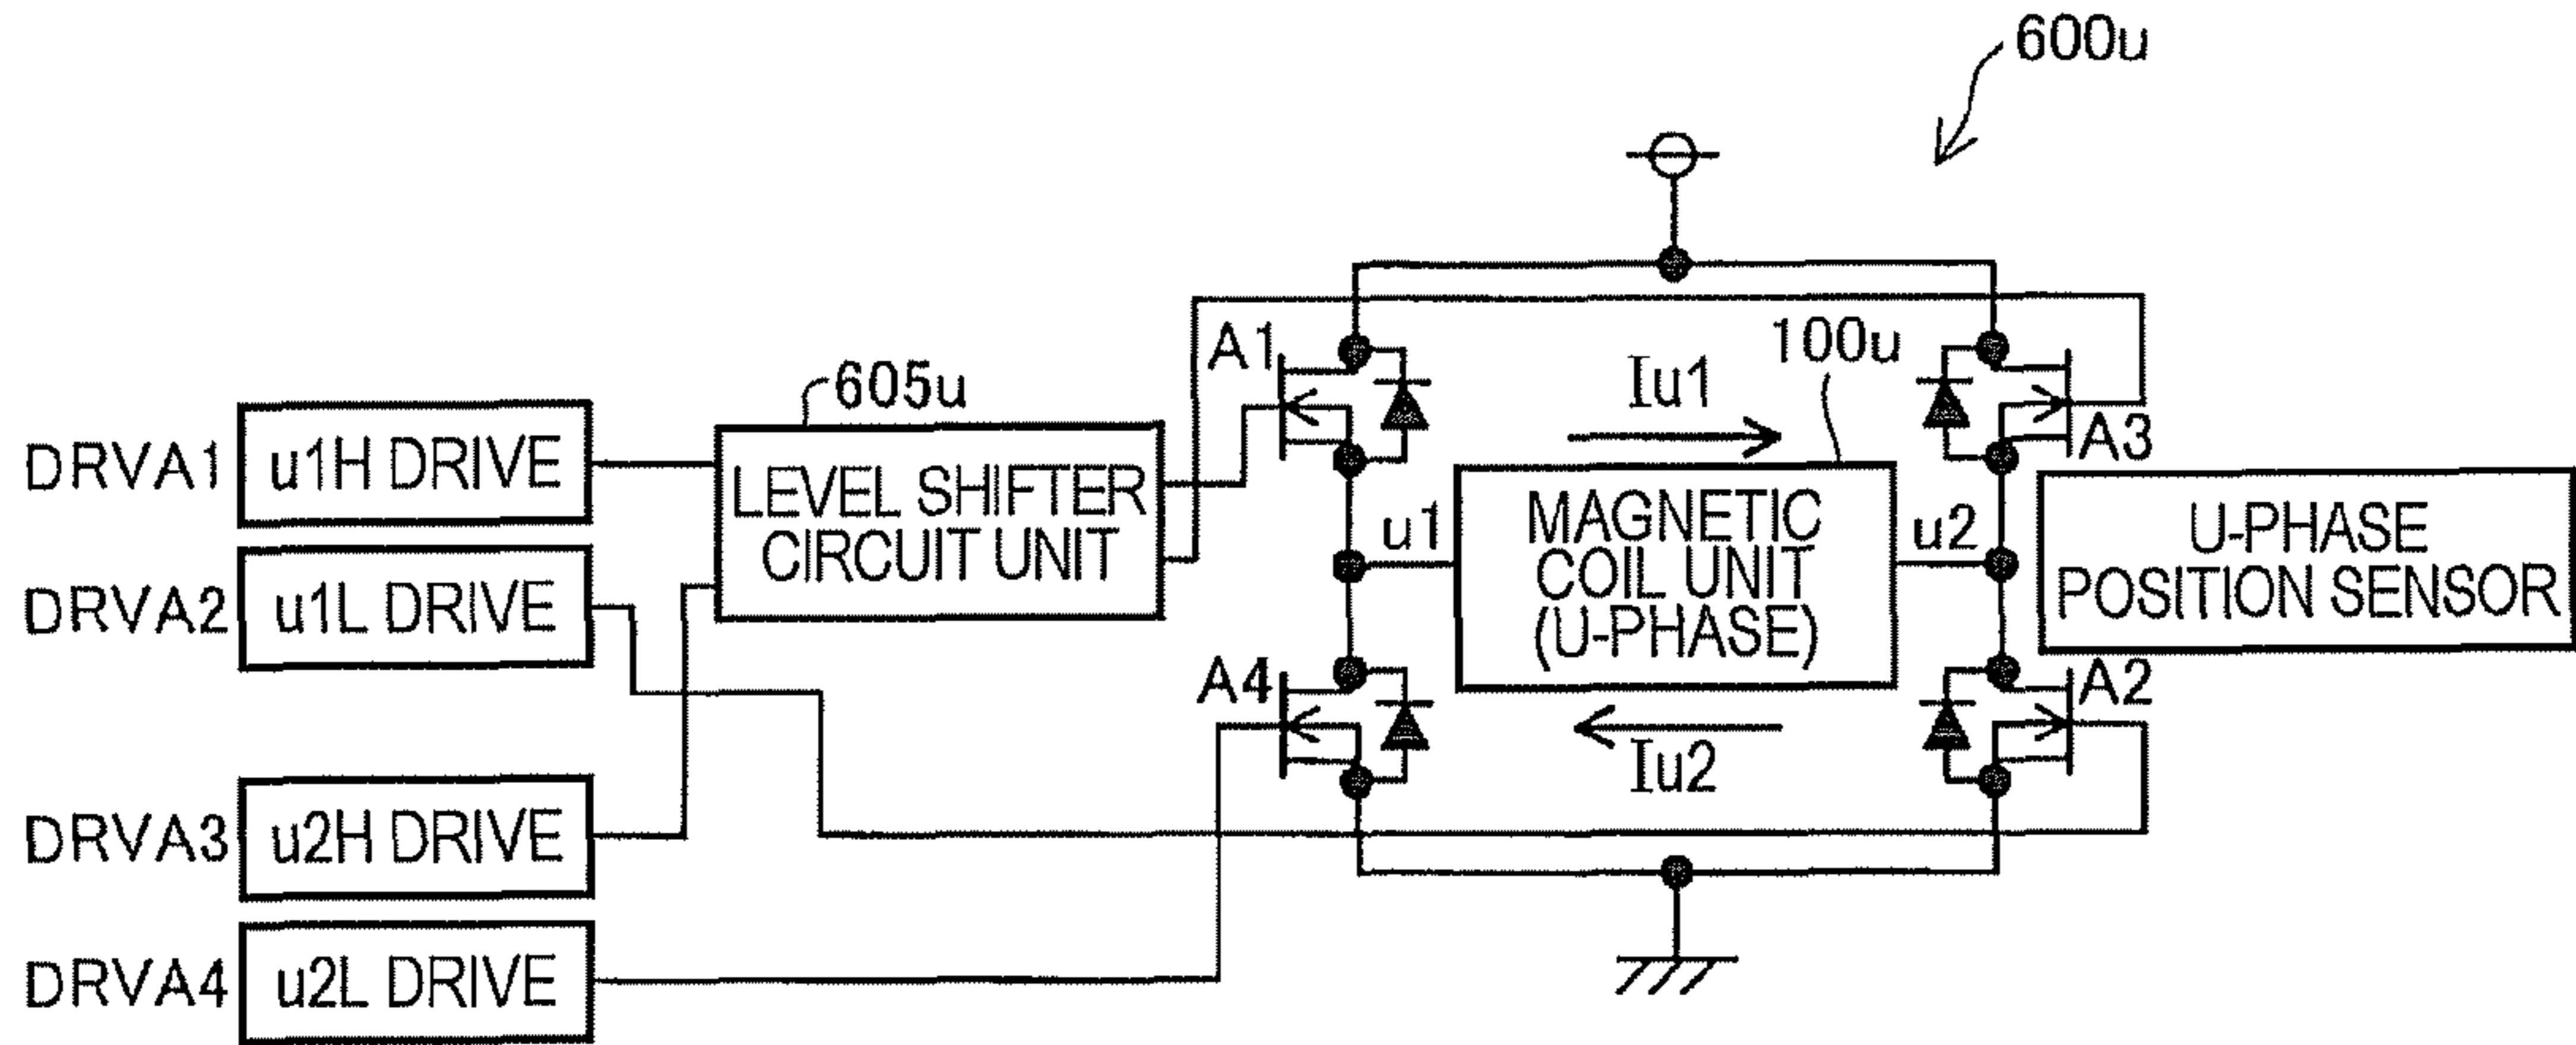 600u
A1
100u
605u
Iu1
A3
DRVA1
u1H DRIVE
LEVEL SHIFTER
CIRCUIT UNIT
u1
MAGNETIC
COIL UNIT
(U-PHASE)
u2
U-PHASE
POSITION SENSOR
DRVA2
u1L DRIVE
A4
A2
Iu2
DRVA3
u2H DRIVE
DRVA4
u2L DRIVE